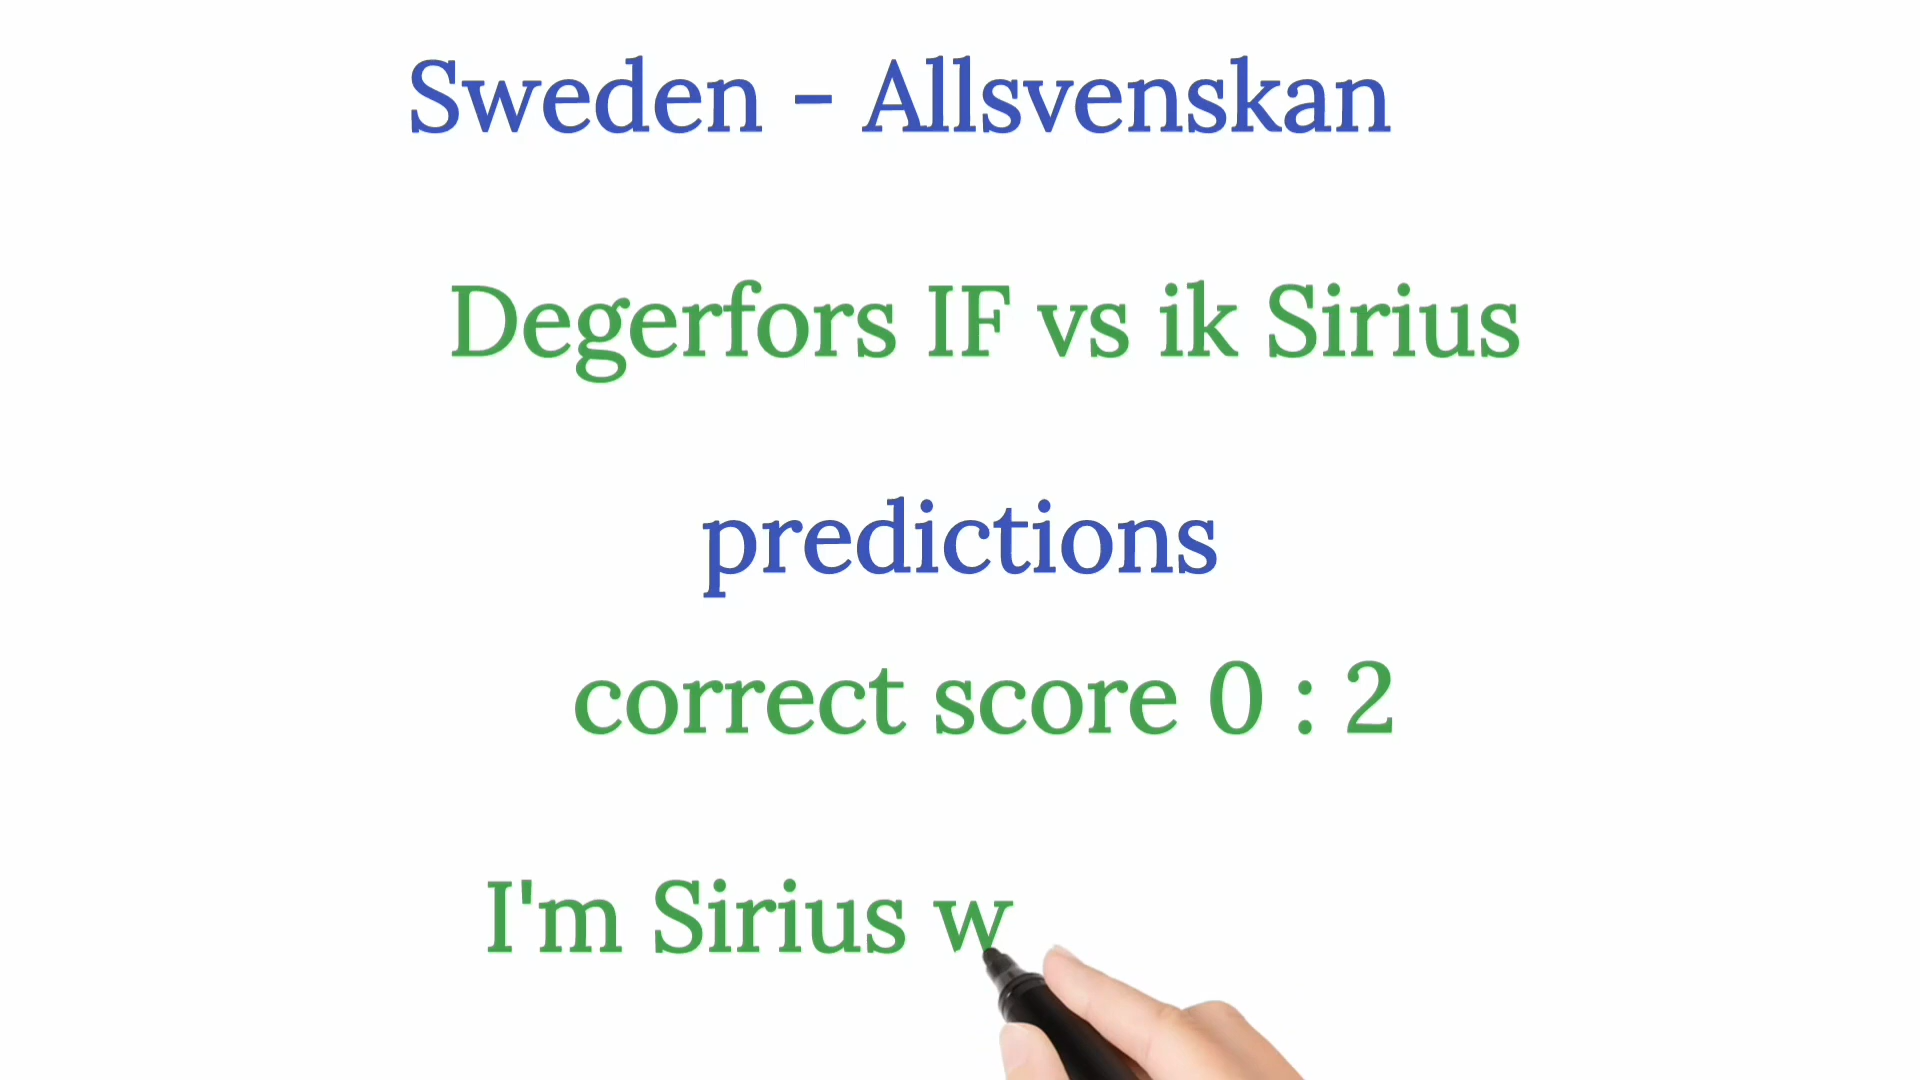 Sweden - Allsvenskan
Degerfors IF vs ik Sirius
predictions
correct score 0 : 2
I'm Sirius w